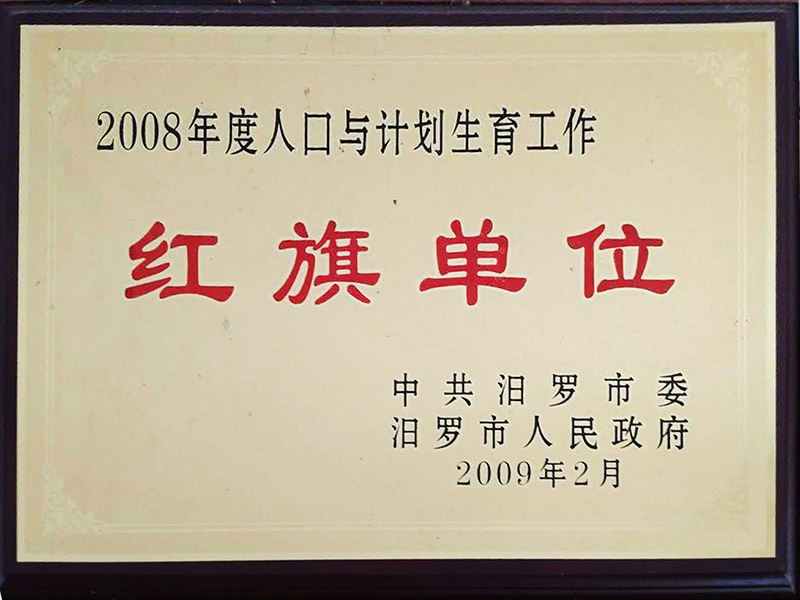 2008年度人口与计划生育工作
红旗单位
中共汨罗市委
汨罗市人民政府
2009年2月